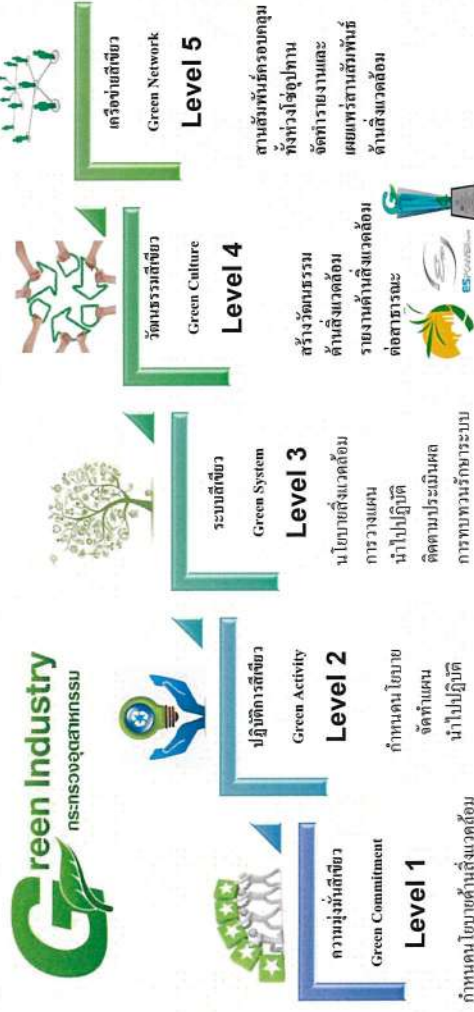 Green Industry
กระทรวงอุตสาหกรรม
ความมุ่งมั่นสีเขียว
Green Commitment
Level 1
กำหนดนโยบายด้านสิ่งแวดล้อม
ปฏิบัติการสีเขียว
Green Activity
Level 2
กำหนดนโยบาย
จัดทำแผน
นำไปปฏิบัติ
ระบบสีเขียว
Green System
Level 3
นโยบายสิ่งแวดล้อม
การวางแผน
นำไปปฏิบัติ
ติดตามประเมินผล
การทบทวนรักษาระบบ
วัฒนธรรมสีเขียว
Green Culture
Level 4
สร้างวัฒนธรรม
ด้านสิ่งแวดล้อม
รายงานด้านสิ่งแวดล้อม
ต่อสาธารณะ
เครือข่ายสีเขียว
Green Network
Level 5
สานสัมพันธ์ครอบคลุม
ทั้งห่วงโซ่อุปทาน
จัดทำรายงานและ
เผยแพร่สานสัมพันธ์
ด้านสิ่งแวดล้อม